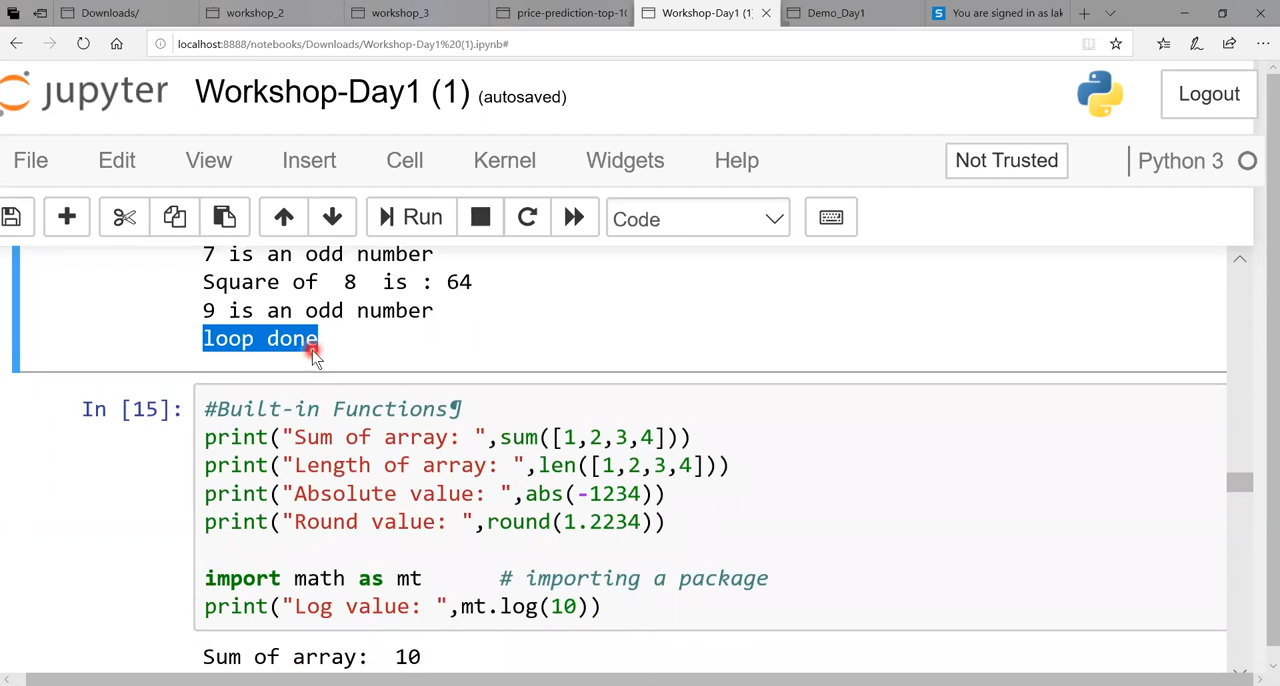 Downloads/ workshop_2 workshop_3 price-prediction-top-1( Workshop-Day1 (1) Demo_Day1 You are signed in as lak
localhost:8888/notebooks/Downloads/Workshop-Day1%20(1).ipynb#
jupyter Workshop-Day1 (1) (autosaved) Logout
File Edit View Insert Cell Kernel Widgets Help Not Trusted Python 3
Run Code
7 is an odd number
Square of  8  is : 64
9 is an odd number
loop done
In [15]: #Built-in Functions¶
print("Sum of array: ",sum([1,2,3,4]))
print("Length of array: ",len([1,2,3,4]))
print("Absolute value: ",abs(-1234))
print("Round value: ",round(1.2234))
import math as mt      # importing a package
print("Log value: ",mt.log(10))
Sum of array:  10